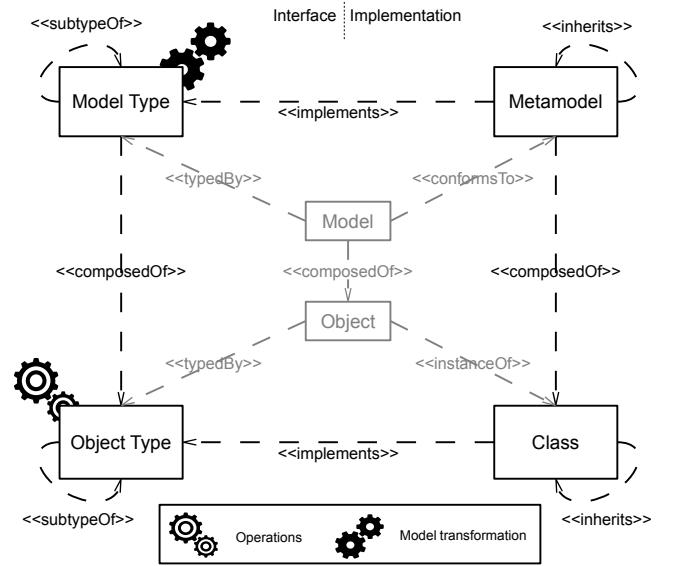 Interface
Implementation
<<subtypeOf>>
<<inherits>>
Model Type
Metamodel
<<implements>>
<<typedBy>>
<<conformsTo>>
Model
<<composedOf>>
<<composedOf>>
<<composedOf>>
Object
<<typedBy>>
<<instanceOf>>
Object Type
Class
<<implements>>
<<subtypeOf>>
<<inherits>>
Operations
Model transformation